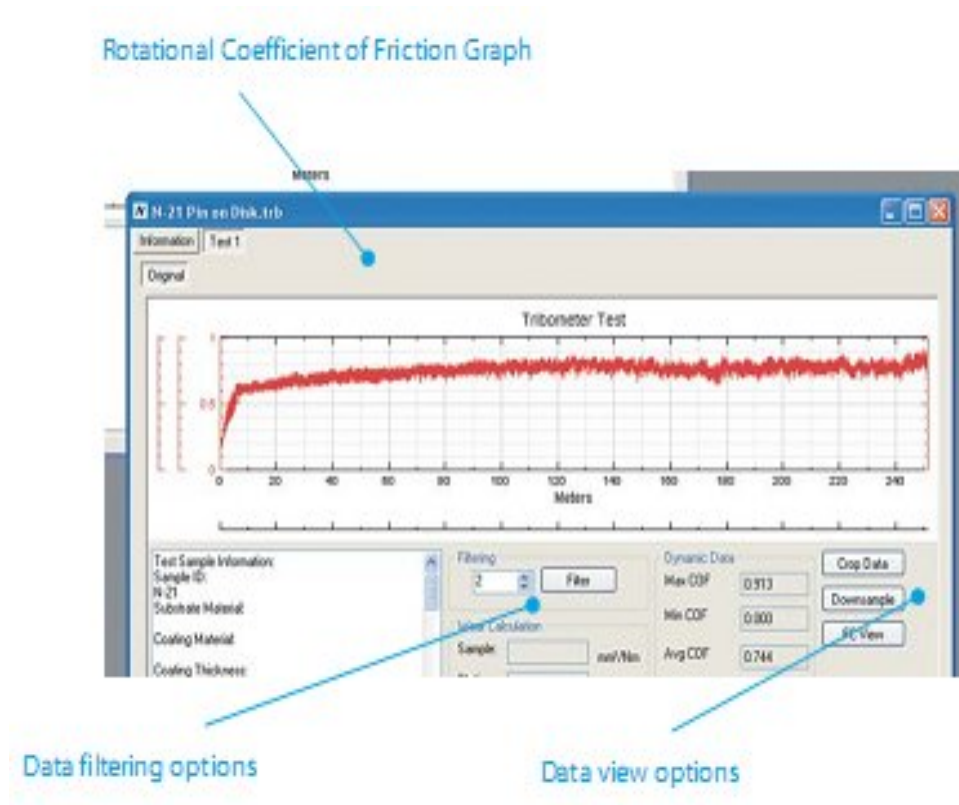 Rotational Coefficient of Friction Graph
Meters
N N-21 Pin on Disk.trb
Information Test 1
Original
Tribometer Test
1
0.5
0
0 20 40 60 80 100 120 140 160 180 200 220 240
Meters
Test Sample Information:
Sample ID:
N-21
Substrate Material:
Coating Material:
Coating Thickness:
Filtering
2 Filter
Calculation
Sample:
Dynamic Data
Max COF 0.913
Min COF 0.000
Avg COF 0.744
Crop Data
Downsample
View
Data filtering options
Data view options